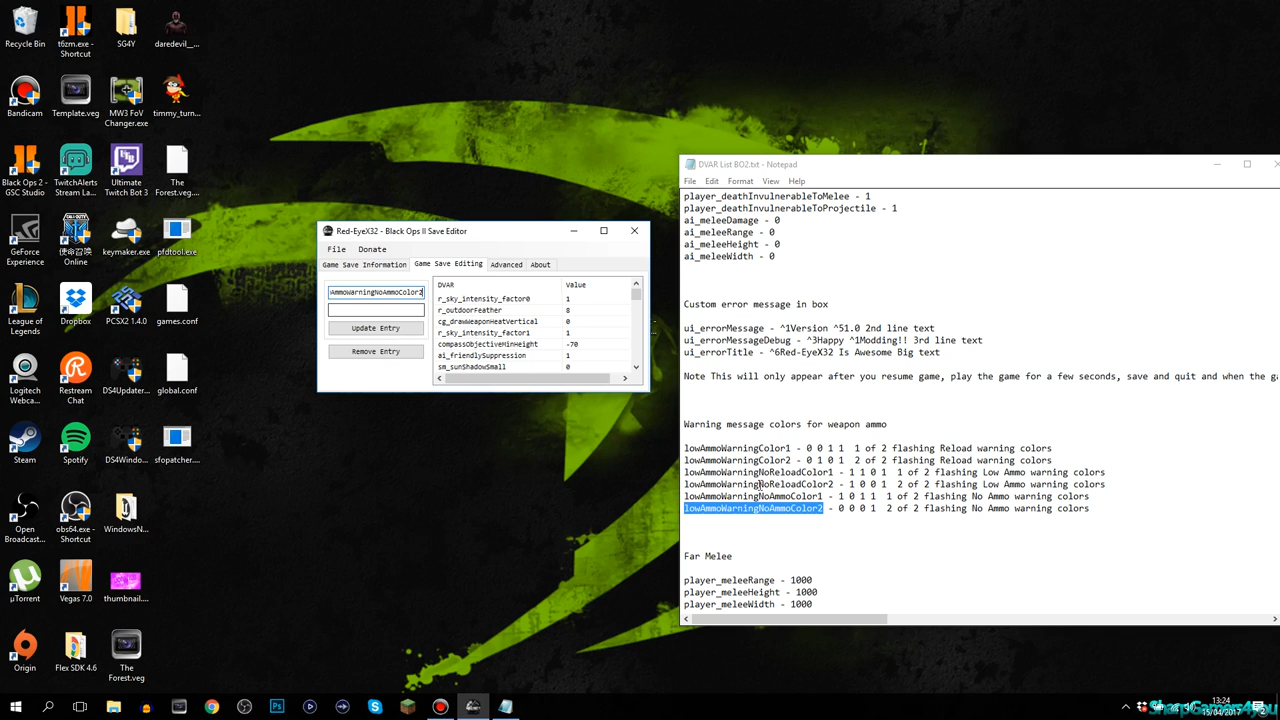 Recycle Bin
t6zm.exe - Shortcut
SG4Y
daredevil__...
Bandicam
Template.veg
MW3 FoV Changer.exe
timmy_turn...
Black Ops 2 - GSC Studio
TwitchAlerts Stream La...
Ultimate Twitch Bot 3
The Forest.veg...
GeForce Experience
使命召唤 Online
keymaker.exe
pfdtool.exe
League of Legends
Dropbox
PCSX2 1.4.0
games.conf
Logitech Webca...
Restream Chat
DS4Updater...
global.conf
Steam
Spotify
DS4Window...
sfopatcher....
Open Broadcast...
obs64.exe - Shortcut
WindowsN...
µTorrent
Vegas 7.0
thumbnail....
Origin
Flex SDK 4.6
The Forest.veg
Red-EyeX32 - Black Ops II Save Editor
File Donate
Game Save Information Game Save Editing Advanced About
AmmoWarningNoAmmoColor2
Update Entry
Remove Entry
DVAR Value
r_sky_intensity_factor0 1
r_outdoorFeather 8
cg_drawWeaponHeatVertical 0
r_sky_intensity_factor1 1
compassObjectiveMinHeight -70
ai_friendlySuppression 1
sm_sunShadowSmall 0
DVAR List BO2.txt - Notepad
File Edit Format View Help
player_deathInvulnerableToMelee - 1
player_deathInvulnerableToProjectile - 1
ai_meleeDamage - 0
ai_meleeRange - 0
ai_meleeHeight - 0
ai_meleeWidth - 0
Custom error message in box
ui_errorMessage - ^1Version ^51.0 2nd line text
ui_errorMessageDebug - ^3Happy ^1Modding!! 3rd line text
ui_errorTitle - ^6Red-EyeX32 Is Awesome Big text
Note This will only appear after you resume game, play the game for a few seconds, save and quit and when the ga
Warning message colors for weapon ammo
lowAmmoWarningColor1 - 0 0 1 1 1 of 2 flashing Reload warning colors
lowAmmoWarningColor2 - 0 1 0 1 2 of 2 flashing Reload warning colors
lowAmmoWarningNoReloadColor1 - 1 1 0 1 1 of 2 flashing Low Ammo warning colors
lowAmmoWarningNoReloadColor2 - 1 0 0 1 2 of 2 flashing Low Ammo warning colors
lowAmmoWarningNoAmmoColor1 - 1 0 1 1 1 of 2 flashing No Ammo warning colors
lowAmmoWarningNoAmmoColor2 - 0 0 0 1 2 of 2 flashing No Ammo warning colors
Far Melee
player_meleeRange - 1000
player_meleeHeight - 1000
player_meleeWidth - 1000
13:24
15/04/2017
SnapGamers4you